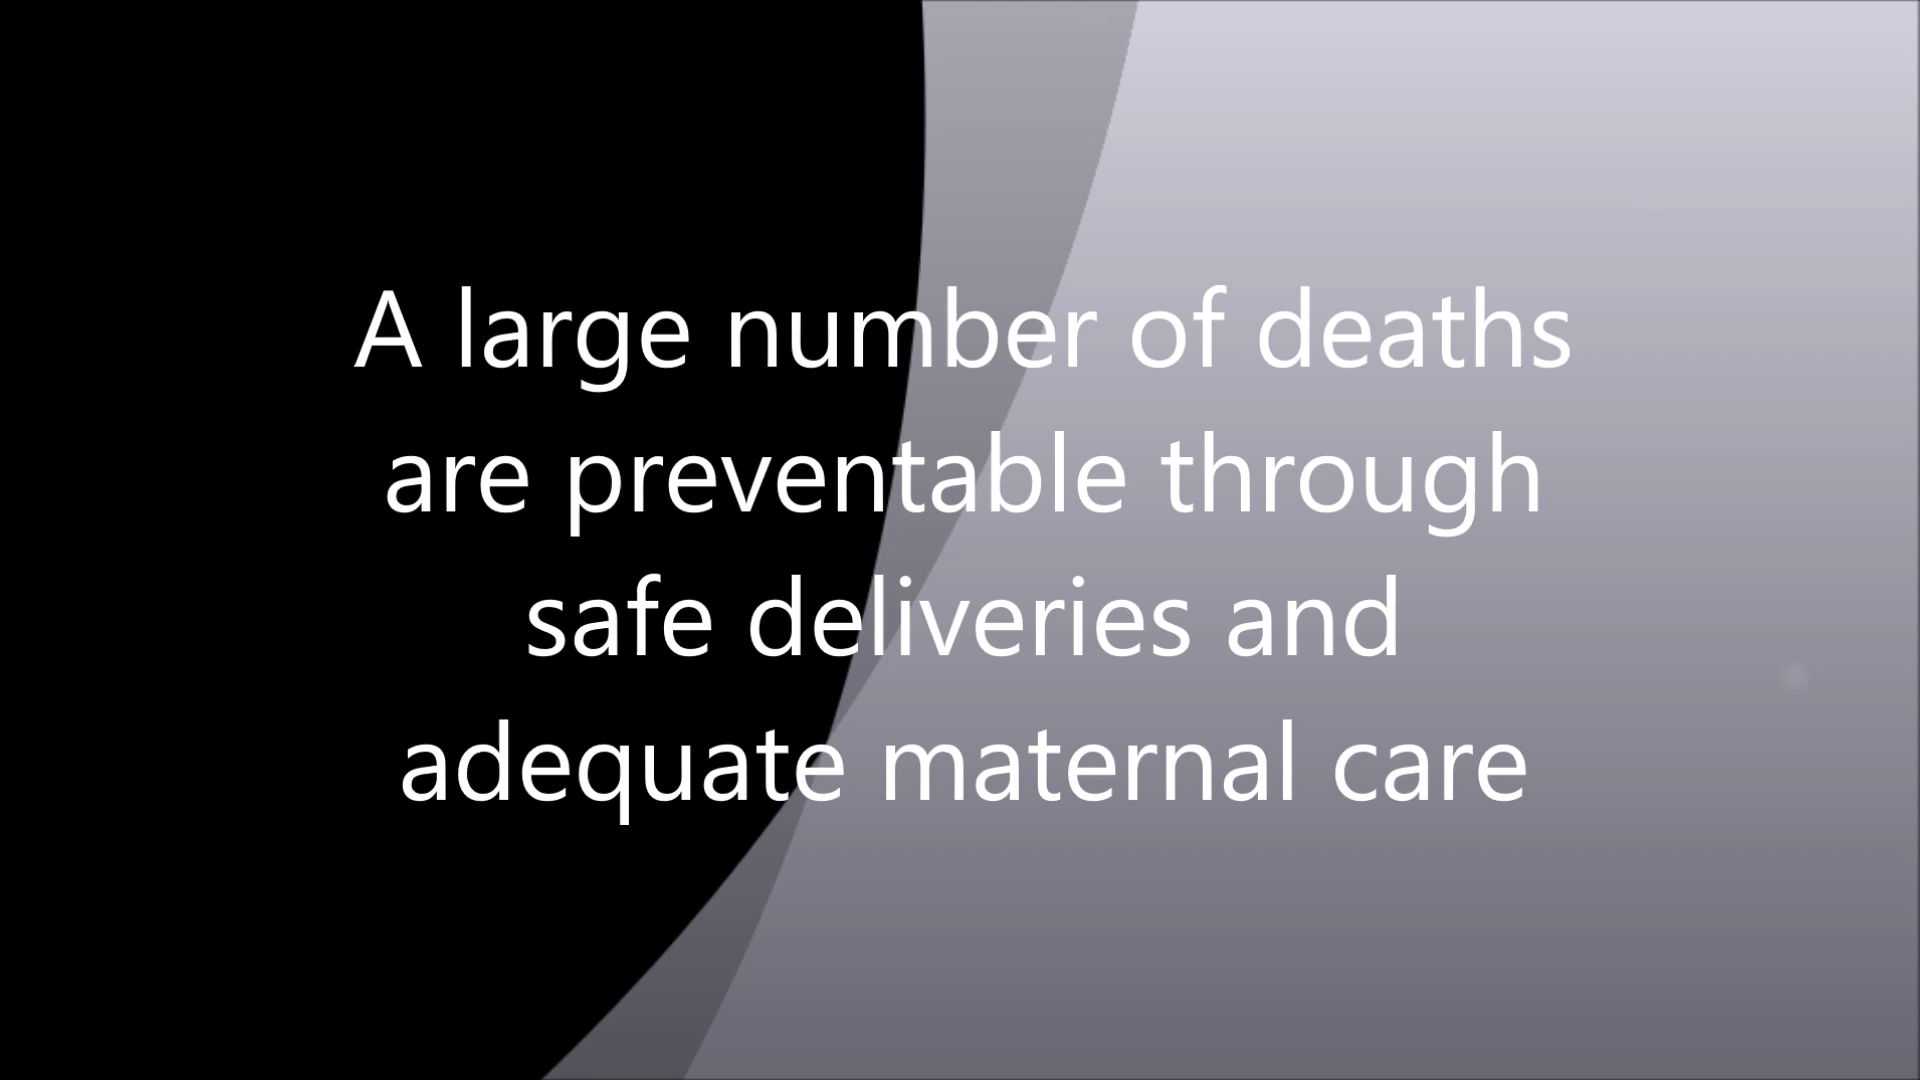 A large number of deaths
are preventable through
safe deliveries and
adequate maternal care